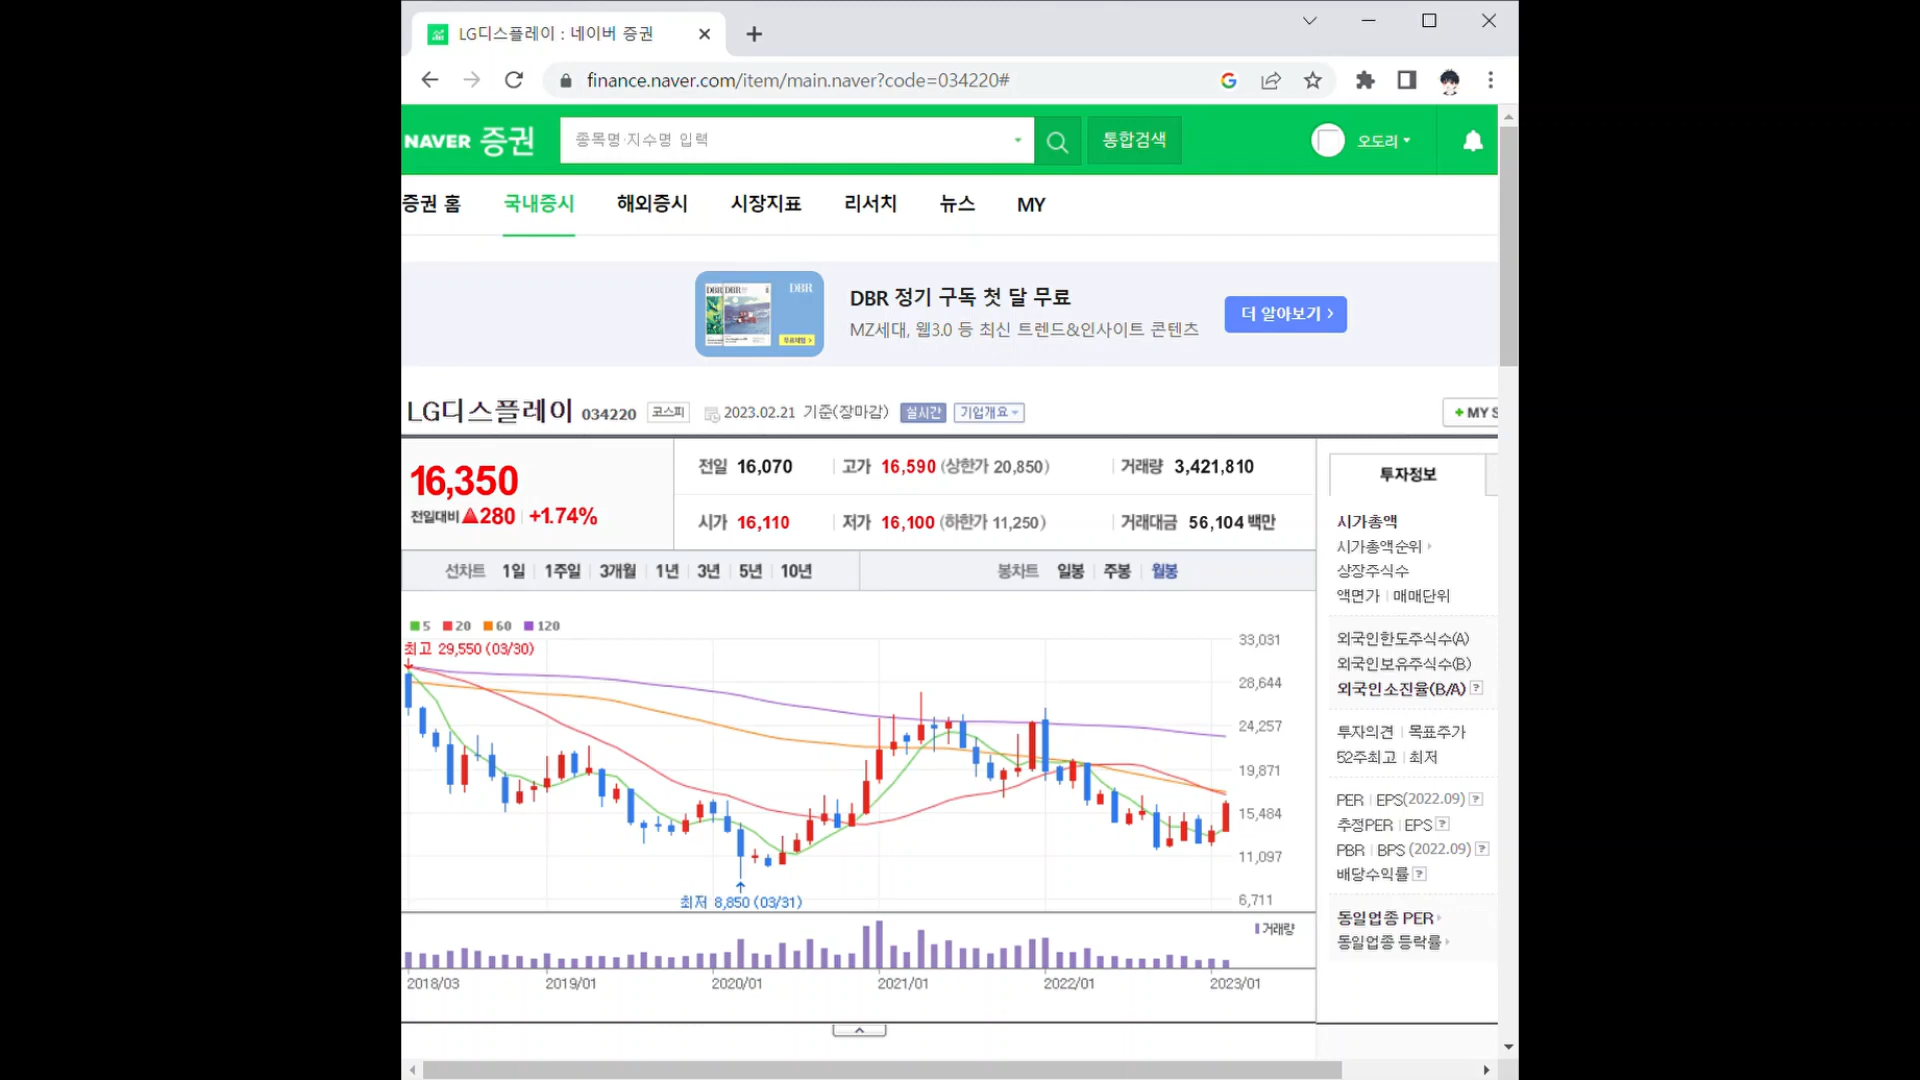 LG디스플레이 : 네이버 증권
finance.naver.com/item/main.naver?code=034220#
NAVER 증권
종목명·지수명 입력
통합검색
오도리
증권 홈 국내증시 해외증시 시장지표 리서치 뉴스 MY
DBR
DBR 정기 구독 첫 달 무료
MZ세대, 웹3.0 등 최신 트렌드&인사이트 콘텐츠
더 알아보기 >
LG디스플레이 034220 코스피 2023.02.21 기준(장마감) 실시간 기업개요
+ MY S
16,350
전일대비 ▲280 +1.74%
전일 16,070 고가 16,590 (상한가 20,850) 거래량 3,421,810
시가 16,110 저가 16,100 (하한가 11,250) 거래대금 56,104 백만
선차트 1일 1주일 3개월 1년 3년 5년 10년 봉차트 일봉 주봉 월봉
5 20 60 120
최고 29,550 (03/30)
33,031
28,644
24,257
19,871
15,484
11,097
6,711
최저 8,850 (03/31)
거래량
2018/03 2019/01 2020/01 2021/01 2022/01 2023/01
투자정보
시가총액
시가총액순위
상장주식수
액면가 | 매매단위
외국인한도주식수(A)
외국인보유주식수(B)
외국인소진율(B/A) ?
투자의견 | 목표주가
52주최고 | 최저
PER | EPS(2022.09) ?
추정PER | EPS ?
PBR | BPS (2022.09) ?
배당수익률 ?
동일업종 PER
동일업종 등락률